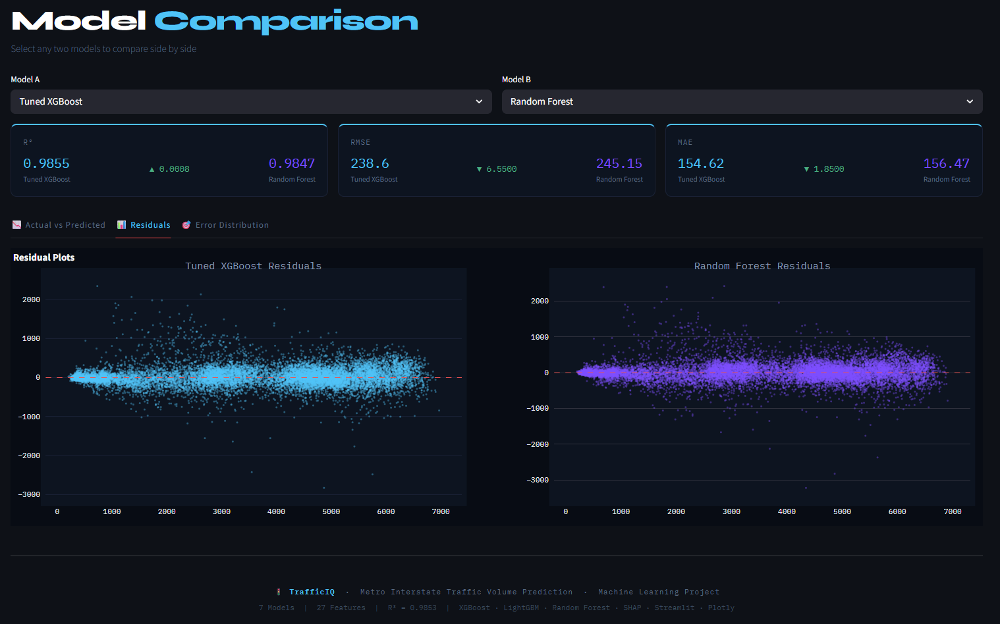 Model Comparison
Select any two models to compare side by side
Model A
Model B
Tuned XGBoost
Random Forest
R²
0.9855
▲ 0.0008
0.9847
Tuned XGBoost
Random Forest
RMSE
238.6
▼ 6.5500
245.15
Tuned XGBoost
Random Forest
MAE
154.62
▼ 1.8500
156.47
Tuned XGBoost
Random Forest
Actual vs Predicted
Residuals
Error Distribution
Residual Plots
Tuned XGBoost Residuals
2000
1000
0
−1000
−2000
−3000
0 1000 2000 3000 4000 5000 6000 7000
Random Forest Residuals
2000
1000
0
−1000
−2000
−3000
0 1000 2000 3000 4000 5000 6000 7000
TrafficIQ · Metro Interstate Traffic Volume Prediction · Machine Learning Project
7 Models | 27 Features | R² = 0.9853 | XGBoost · LightGBM · Random Forest · SHAP · Streamlit · Plotly